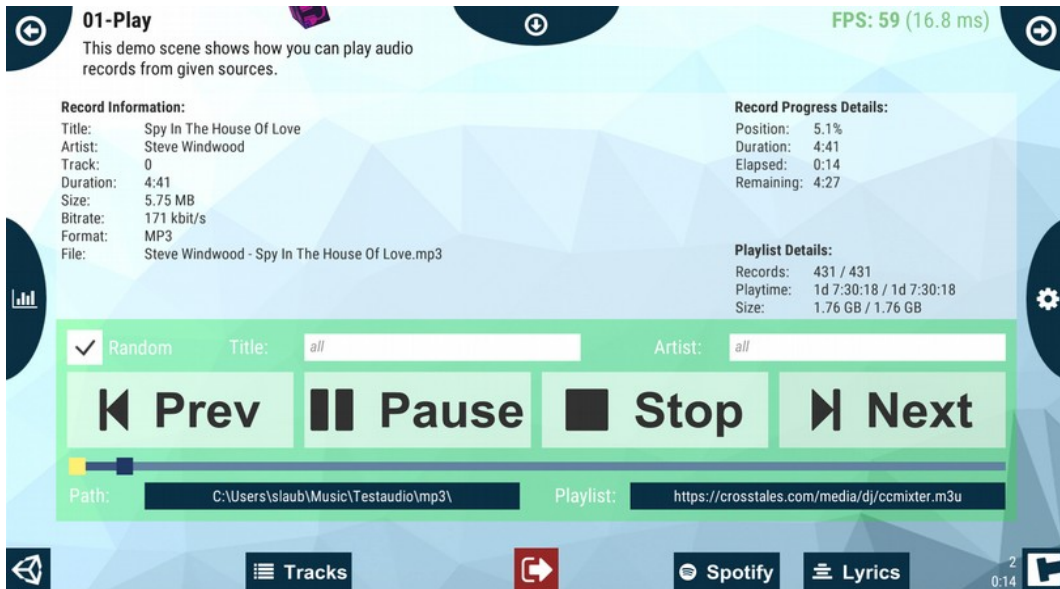 01-Play
FPS: 59 (16.8 ms)
This demo scene shows how you can play audio
records from given sources.
Record Information:
Title: Spy In The House Of Love
Artist: Steve Windwood
Track: 0
Duration: 4:41
Size: 5.75 MB
Bitrate: 171 kbit/s
Format: MP3
File: Steve Windwood - Spy In The House Of Love.mp3
Record Progress Details:
Position: 5.1%
Duration: 4:41
Elapsed: 0:14
Remaining: 4:27
Playlist Details:
Records: 431 / 431
Playtime: 1d 7:30:18 / 1d 7:30:18
Size: 1.76 GB / 1.76 GB
Random Title: all Artist: all
Prev Pause Stop Next
Path: C:\Users\slaub\Music\Testaudio\mp3\ Playlist: https://crosstales.com/media/dj/ccmixter.m3u
Tracks Spotify Lyrics
2
0:14